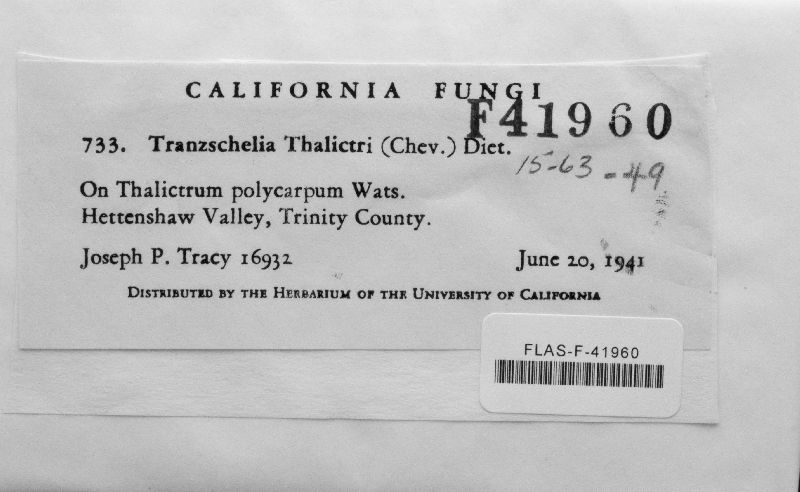 CALIFORNIA FUNGI
F41960
733. Tranzschelia Thalictri (Chev.) Diet.
15-63-49
On Thalictrum polycarpum Wats.
Hettenshaw Valley, Trinity County.
Joseph P. Tracy 16932 June 20, 1941
DISTRIBUTED BY THE HERBARIUM OF THE UNIVERSITY OF CALIFORNIA
FLAS-F-41960